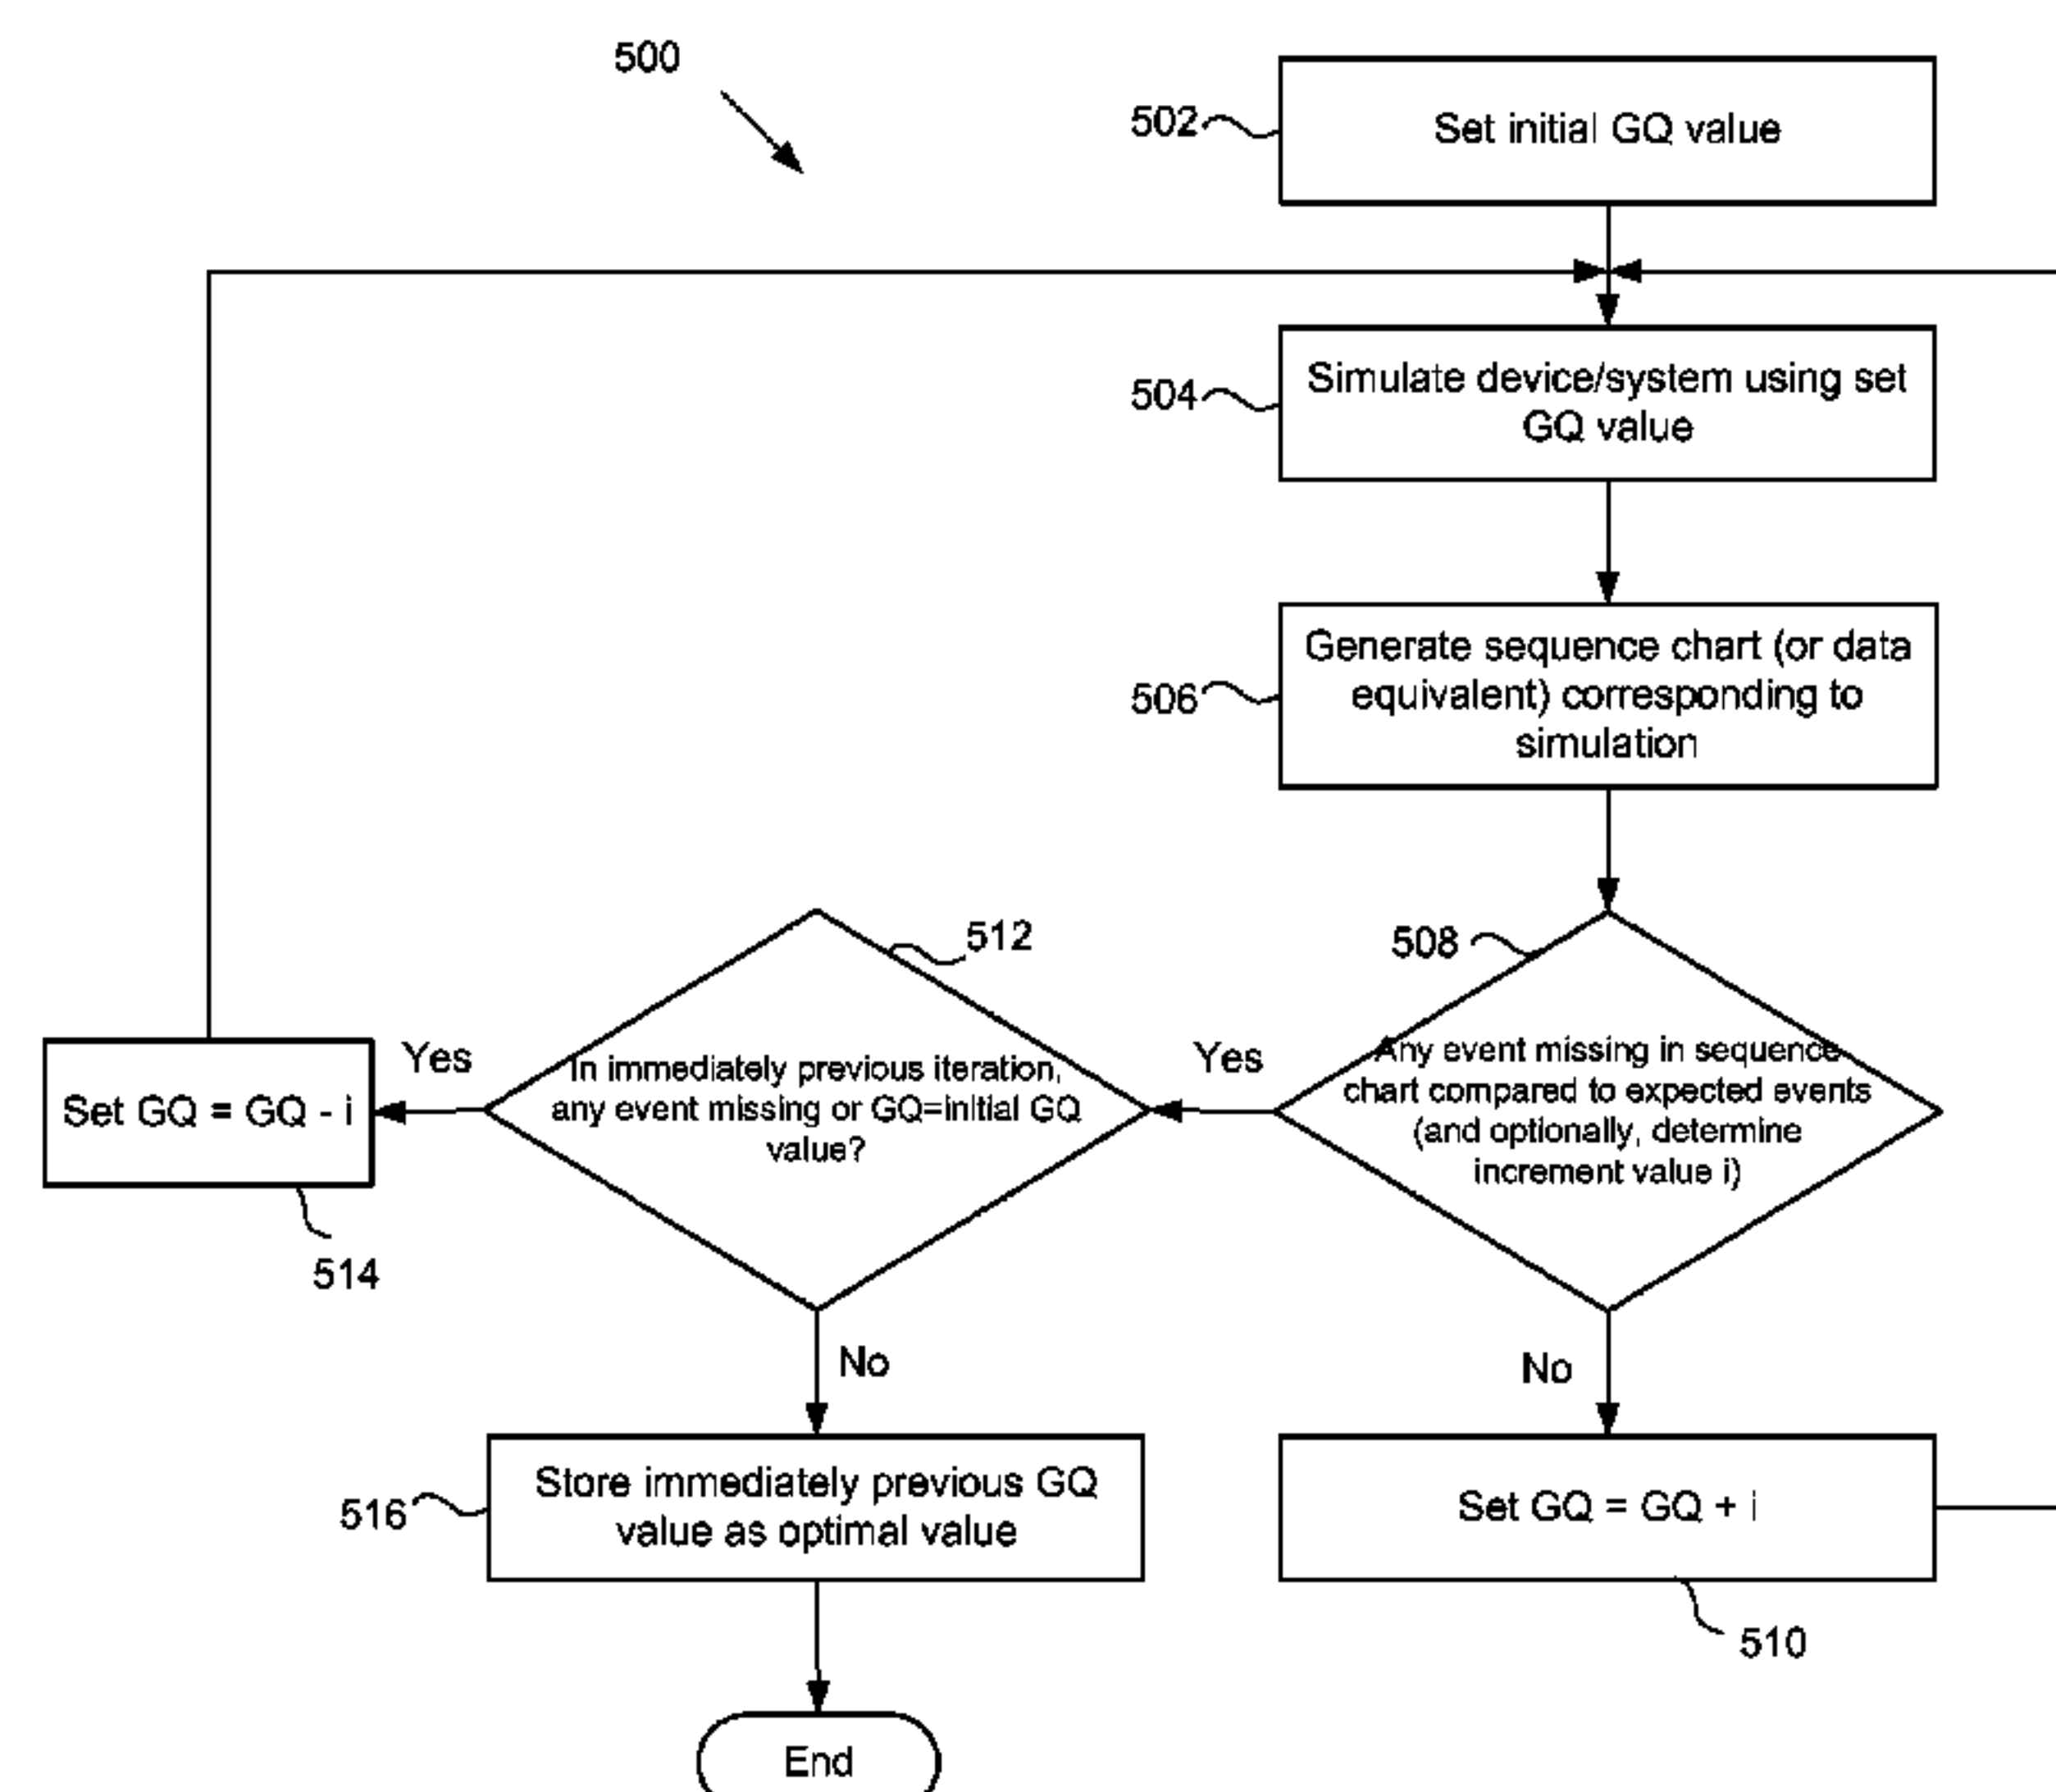 500
502
Set initial GQ value
504
Simulate device/system using set
GQ value
506
Generate sequence chart (or data
equivalent) corresponding to
simulation
508
Any event missing in sequence
chart compared to expected events
(and optionally, determine
increment value i)
Yes
No
512
In immediately previous iteration,
any event missing or GQ=initial GQ
value?
Yes
No
Set GQ = GQ - i
514
516
Store immediately previous GQ
value as optimal value
Set GQ = GQ + i
510
End